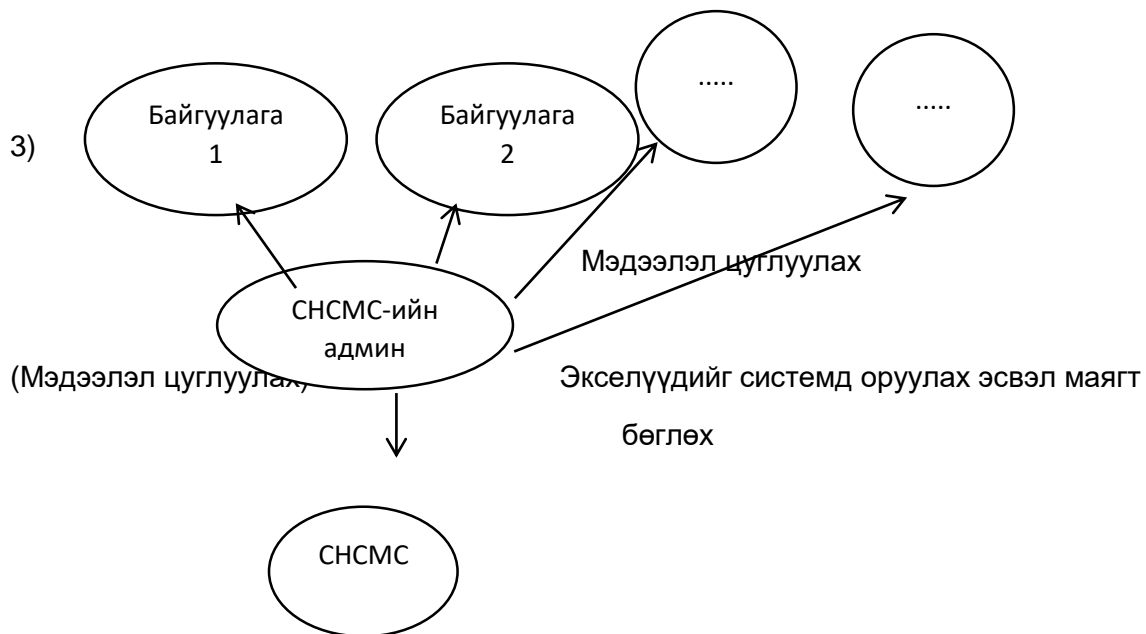 .....
.....
Байгуулага
1
Байгуулага
2
3)
Мэдээлэл цуглуулах
СНСМС-ийн
админ
(Мэдээлэл цуглуулах)
Экселүүдийг системд оруулах эсвэл маягт
бөглөх
СНСМС